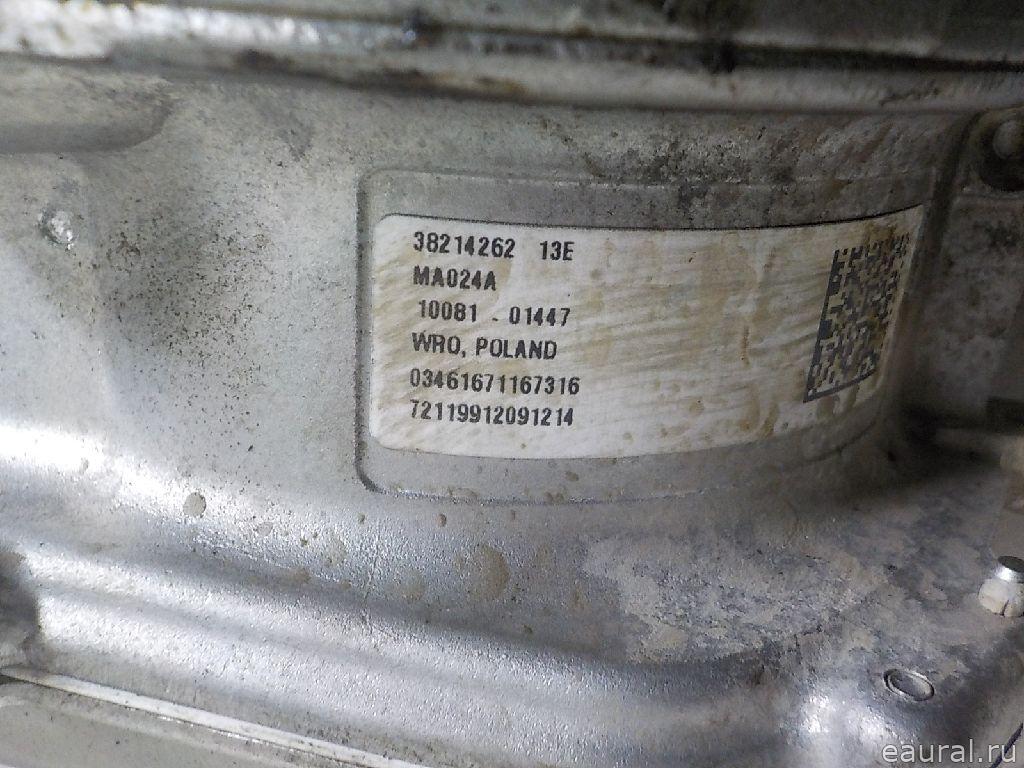 38214262 13E
MA024A
10081 - 01447
WRO, POLAND
03461671167316
72119912091214
eaural.ru